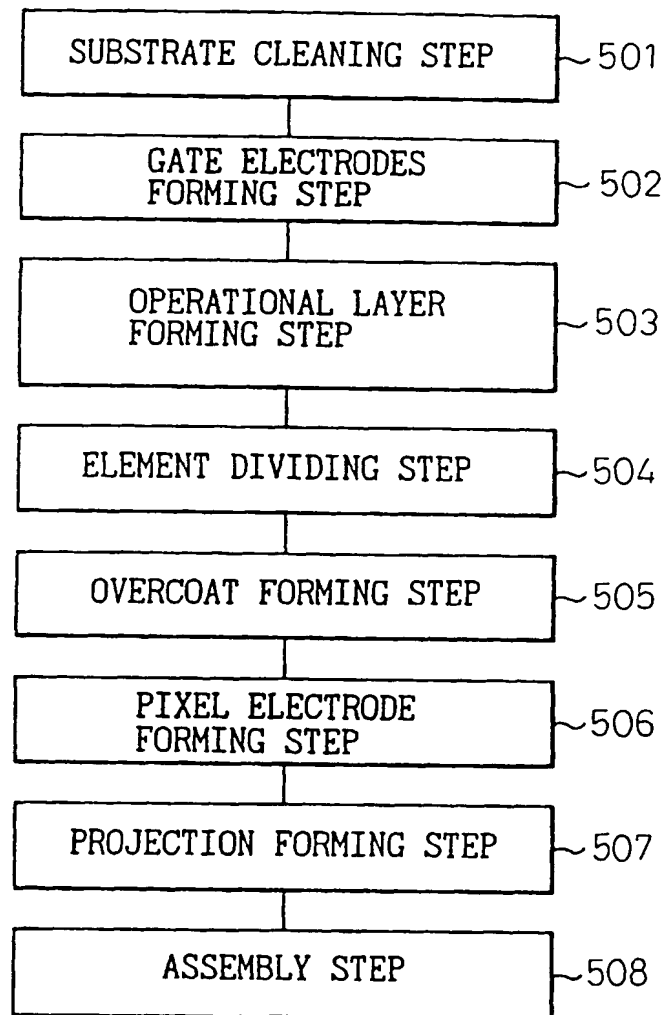 SUBSTRATE CLEANING STEP 501
GATE ELECTRODES
FORMING STEP 502
OPERATIONAL LAYER
FORMING STEP 503
ELEMENT DIVIDING STEP 504
OVERCOAT FORMING STEP 505
PIXEL ELECTRODE
FORMING STEP 506
PROJECTION FORMING STEP 507
ASSEMBLY STEP 508